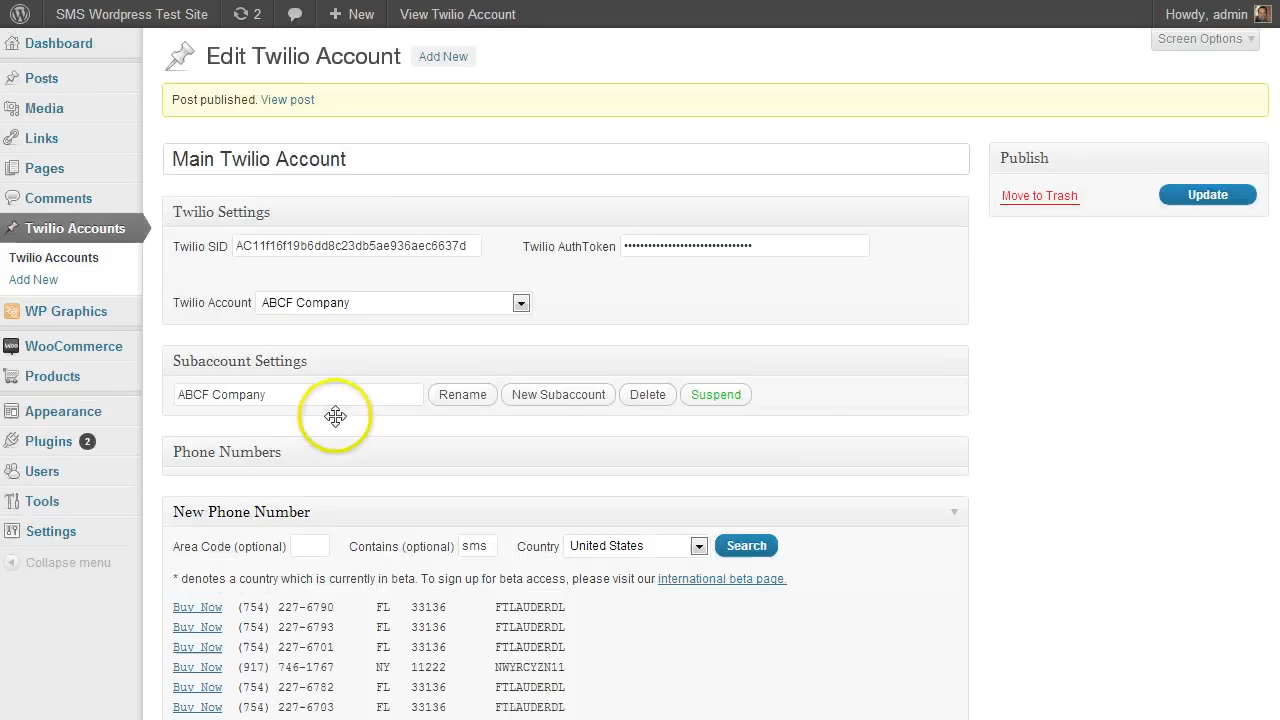 SMS Wordpress Test Site 2 New View Twilio Account Howdy, admin
Screen Options
Dashboard
Posts
Media
Links
Pages
Comments
Twilio Accounts
Twilio Accounts
Add New
WP Graphics
WooCommerce
Products
Appearance
Plugins 2
Users
Tools
Settings
Collapse menu
Edit Twilio Account Add New
Post published. View post
Main Twilio Account
Publish
Move to Trash Update
Twilio Settings
Twilio SID AC11f16f19b6dd8c23db5ae936aec6637d Twilio AuthToken ••••••••••••••••••••••••••••••••
Twilio Account ABCF Company
Subaccount Settings
ABCF Company Rename New Subaccount Delete Suspend
Phone Numbers
New Phone Number
Area Code (optional) Contains (optional) sms Country United States Search
* denotes a country which is currently in beta. To sign up for beta access, please visit our international beta page.
Buy Now (754) 227-6790 FL 33136 FTLAUDERDL
Buy Now (754) 227-6793 FL 33136 FTLAUDERDL
Buy Now (754) 227-6701 FL 33136 FTLAUDERDL
Buy Now (917) 746-1767 NY 11222 NWYRCYZN11
Buy Now (754) 227-6782 FL 33136 FTLAUDERDL
Buy Now (754) 227-6703 FL 33136 FTLAUDERDL